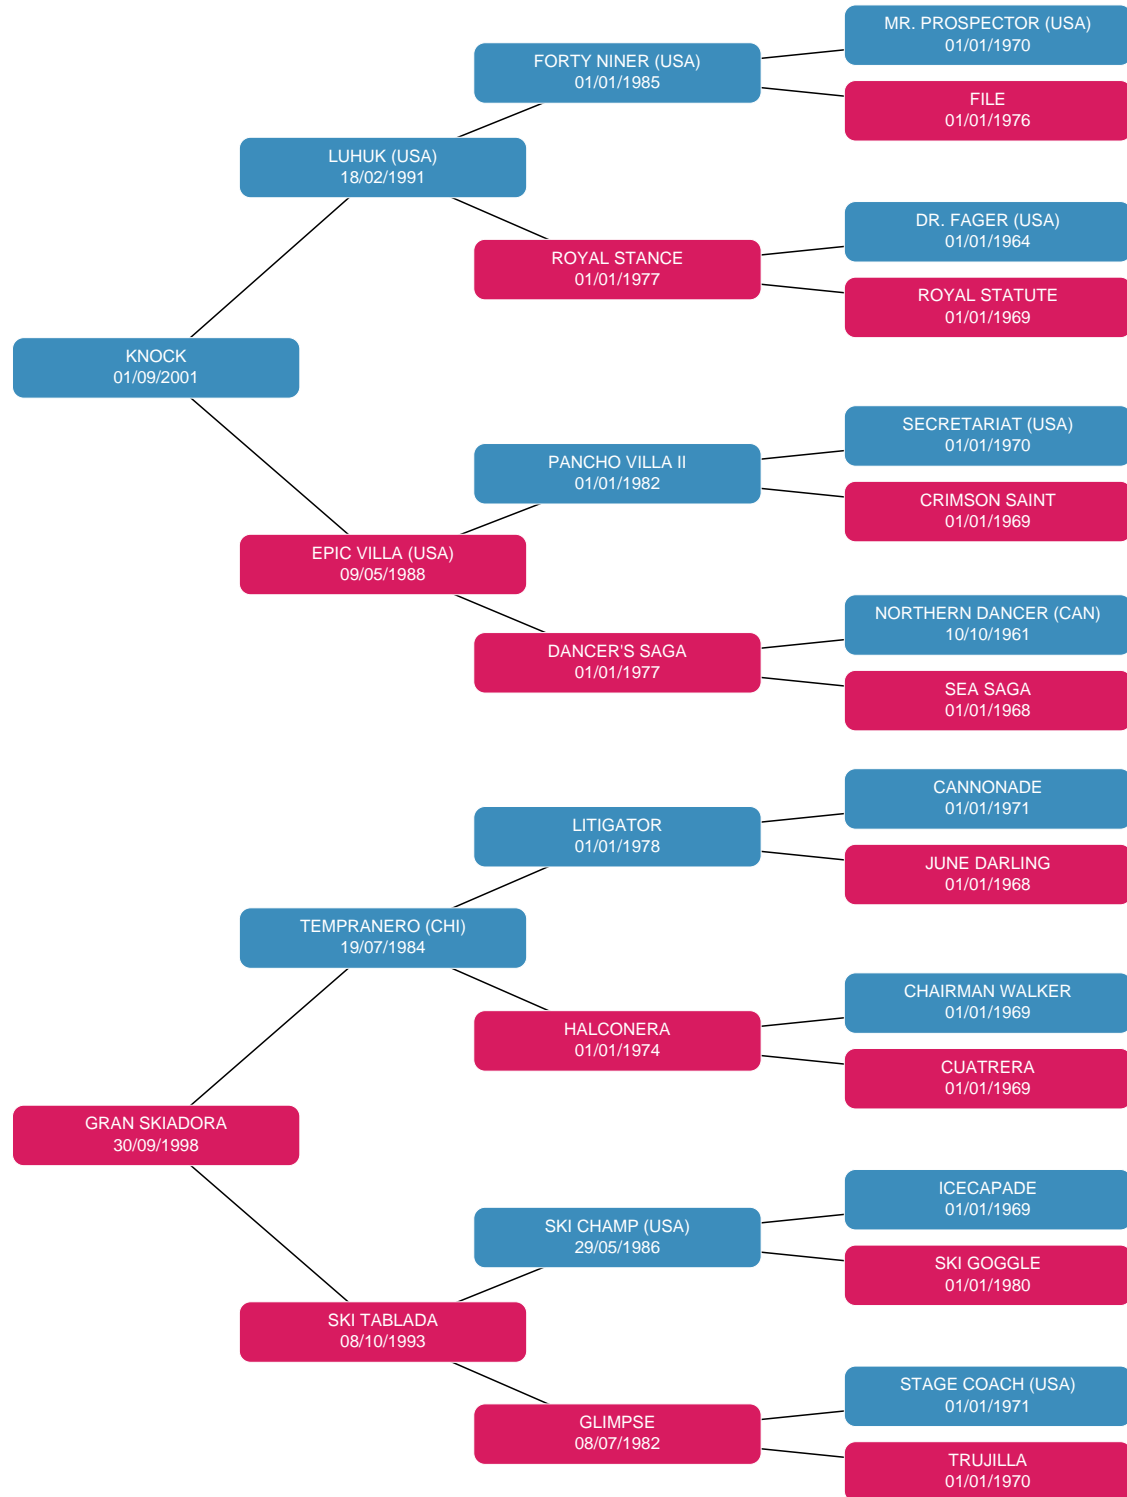 MR. PROSPECTOR (USA)
01/01/1970
FORTY NINER (USA)
01/01/1985
FILE
01/01/1976
LUHUK (USA)
18/02/1991
DR. FAGER (USA)
01/01/1964
ROYAL STANCE
01/01/1977
ROYAL STATUTE
01/01/1969
KNOCK
01/09/2001
SECRETARIAT (USA)
01/01/1970
PANCHO VILLA II
01/01/1982
CRIMSON SAINT
01/01/1969
EPIC VILLA (USA)
09/05/1988
NORTHERN DANCER (CAN)
10/10/1961
DANCER'S SAGA
01/01/1977
SEA SAGA
01/01/1968
CANNONADE
01/01/1971
LITIGATOR
01/01/1978
JUNE DARLING
01/01/1968
TEMPRANERO (CHI)
19/07/1984
CHAIRMAN WALKER
01/01/1969
HALCONERA
01/01/1974
CUATRERA
01/01/1969
GRAN SKIADORA
30/09/1998
ICECAPADE
01/01/1969
SKI CHAMP (USA)
29/05/1986
SKI GOGGLE
01/01/1980
SKI TABLADA
08/10/1993
STAGE COACH (USA)
01/01/1971
GLIMPSE
08/07/1982
TRUJILLA
01/01/1970